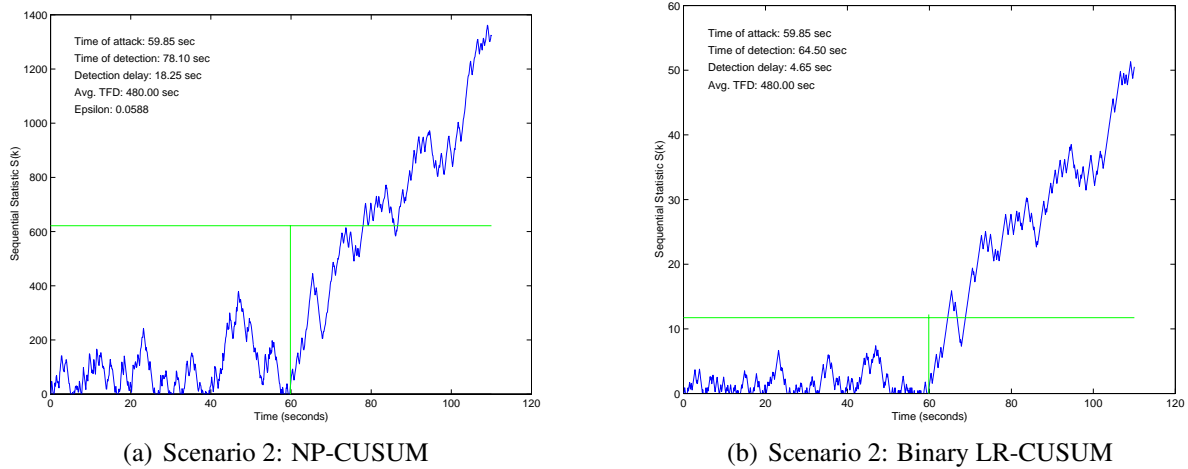 1400
1200
1000
800
600
400
200
0
Sequential Statistic S(k)
Time of attack: 59.85 sec
Time of detection: 78.10 sec
Detection delay: 18.25 sec
Avg. TFD: 480.00 sec
Epsilon: 0.0588
0 20 40 60 80 100 120
Time (seconds)
(a) Scenario 2: NP-CUSUM
60
50
40
30
20
10
0
Sequential Statistic S(k)
Time of attack: 59.85 sec
Time of detection: 64.50 sec
Detection delay: 4.65 sec
Avg. TFD: 480.00 sec
0 20 40 60 80 100 120
Time (seconds)
(b) Scenario 2: Binary LR-CUSUM